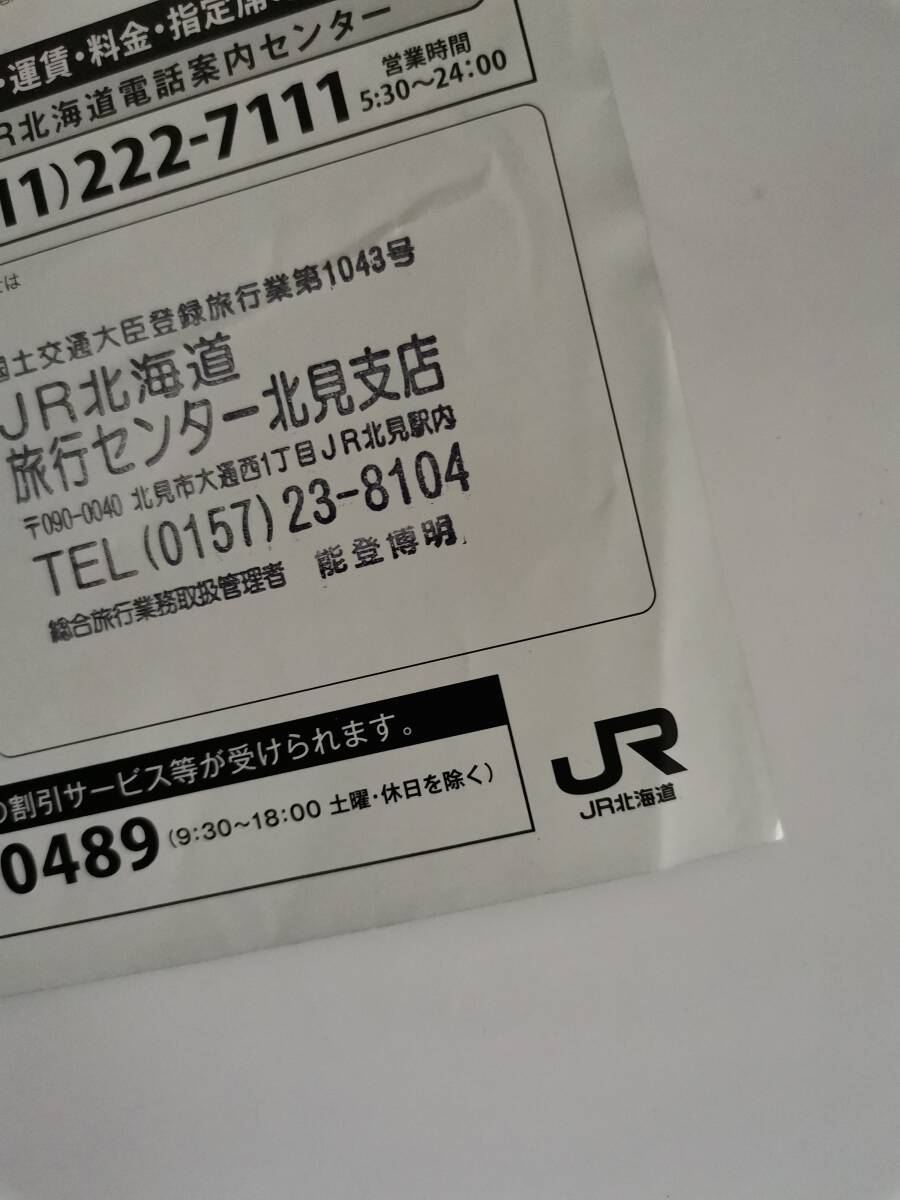 ・運賃・料金・指定席
JR北海道電話案内センター
11)222-7111
営業時間
5:30～24:00
は
国土交通大臣登録旅行業第1043号
JR北海道
旅行センター北見支店
〒090-0040 北見市大通西1丁目JR北見駅内
TEL(0157)23-8104
総合旅行業務取扱管理者 能登博明
の割引サービス等が受けられます。
0489(9:30～18:00 土曜・休日を除く)
JR
JR北海道